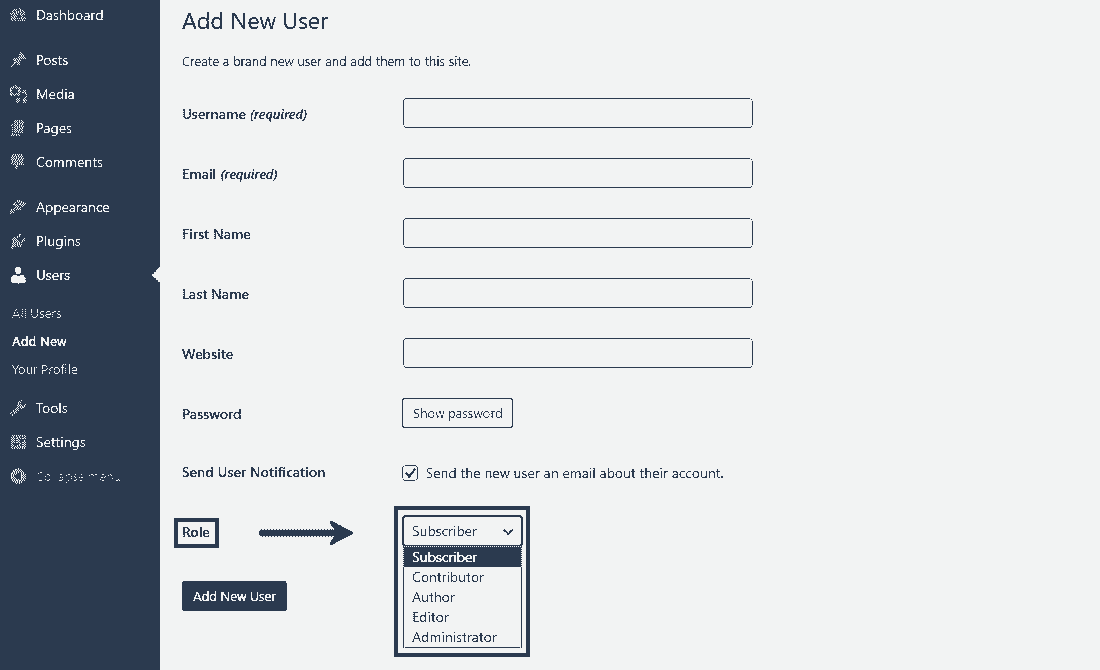 Dashboard
Posts
Media
Pages
Comments
Appearance
Plugins
Users
All Users
Add New
Your Profile
Tools
Settings
Collapse menu
Add New User
Create a brand new user and add them to this site.
Username (required)
Email (required)
First Name
Last Name
Website
Password
Show password
Send User Notification
Send the new user an email about their account.
Role
Subscriber
Subscriber
Contributor
Author
Editor
Administrator
Add New User